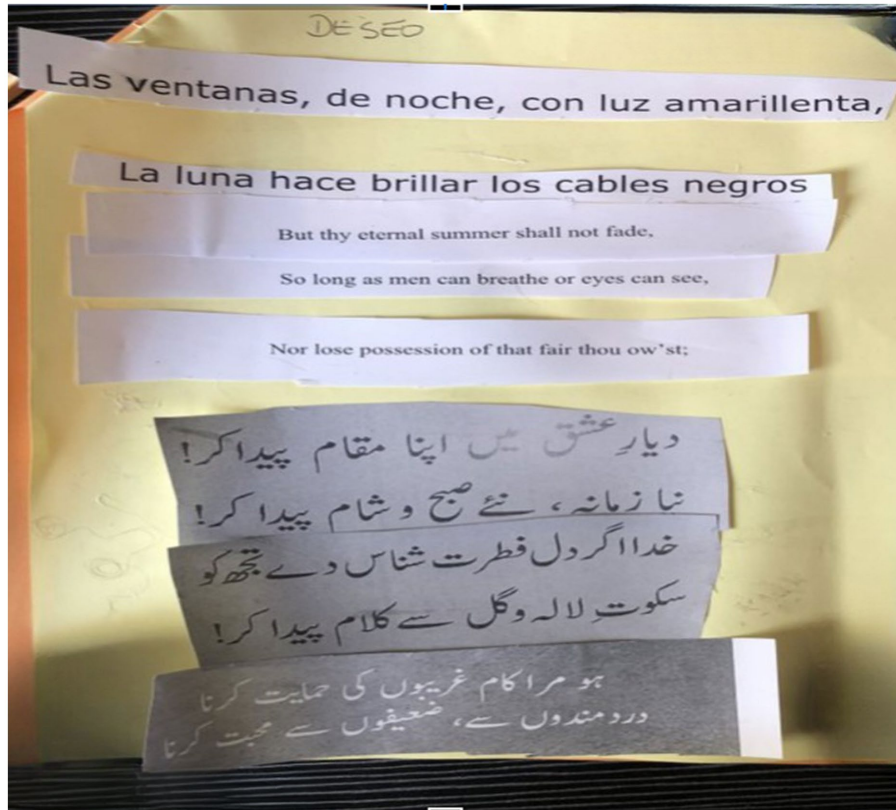 DESEO
Las ventanas, de noche, con luz amarillenta,
La luna hace brillar los cables negros
But thy eternal summer shall not fade,
So long as men can breathe or eyes can see,
Nor lose possession of that fair thou ow'st;
دیارِ عشق میں اپنا مقام پیدا کر!
نیا زمانہ، نئے صبح و شام پیدا کر!
خدا اگر دل فطرت شناس دے تجھ کو
سکوتِ لالہ و گل سے کلام پیدا کر!
ہو مرا کام غریبوں کی حمایت کرنا
دردمندوں سے، ضعیفوں سے محبت کرنا